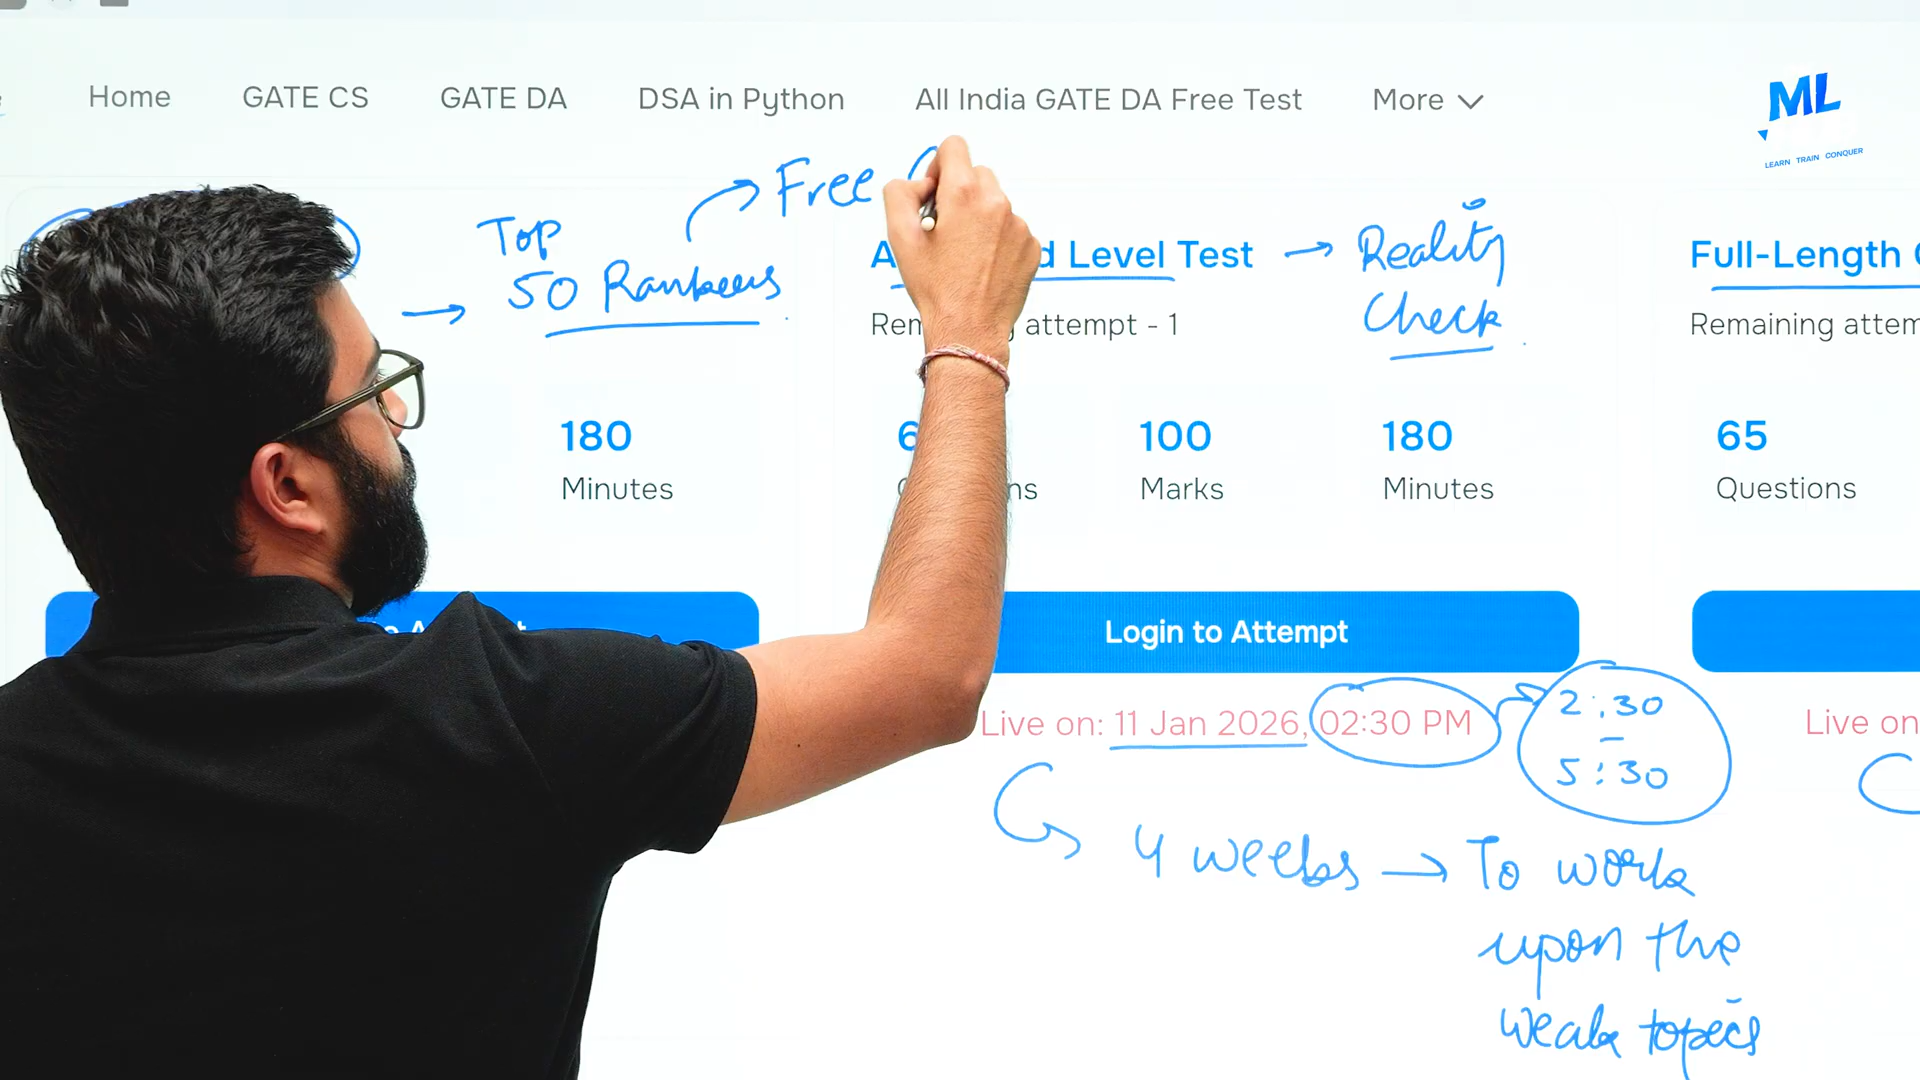 Home GATE CS GATE DA DSA in Python All India GATE DA Free Test More
ML
LEARN TRAIN CONQUER
Free
Top
50 Rankers
Level Test
Reality
Check
Full-Length
Remaining attempt - 1
Remaining
180
Minutes
100
Marks
180
Minutes
65
Questions
Login to Attempt
Live on: 11 Jan 2026, 02:30 PM
2:30
–
5:30
Live on
4 weeks → To work
upon the
weak topics